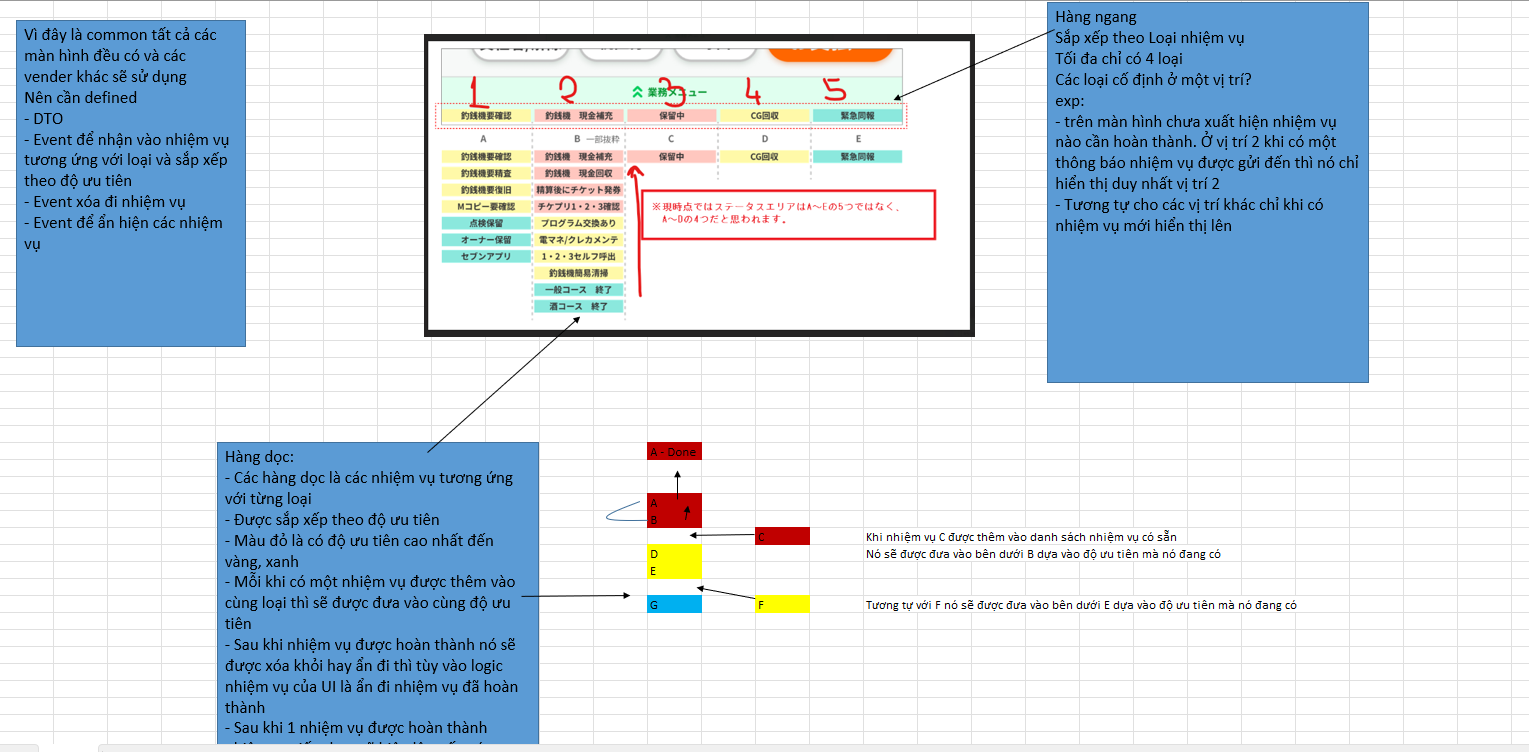 Vì đây là common tất cả các
màn hình đều có và các
vender khác sẽ sử dụng
Nên cần defined
- DTO
- Event để nhận vào nhiệm vụ
tương ứng với loại và sắp xếp
theo độ ưu tiên
- Event xóa đi nhiệm vụ
- Event để ẩn hiện các nhiệm
vụ
1 2 3 4 5
業務メニュー
釣銭機要確認 釣銭機 現金補充 保留中 CG回収 緊急同報
A B 一部抜粋 C D E
釣銭機要確認 釣銭機 現金補充 保留中 CG回収 緊急同報
釣銭機要精査 釣銭機 現金回収
釣銭機要復旧 精算後にチケット発券
Mコピー要確認 チケプリ1・2・3確認
点検保留 プログラム交換あり
オーナー保留 電マネ/クレカメンテ
セブンアプリ 1・2・3セルフ呼出
釣銭機簡易清掃
一般コース 終了
酒コース 終了
※現時点ではステータスエリアはA～Eの5つではなく、
A～Dの4つだと思われます。
Hàng ngang
Sắp xếp theo Loại nhiệm vụ
Tối đa chỉ có 4 loại
Các loại cố định ở một vị trí?
exp:
- trên màn hình chưa xuất hiện nhiệm vụ
nào cần hoàn thành. Ở vị trí 2 khi có một
thông báo nhiệm vụ được gửi đến thì nó chỉ
hiển thị duy nhất vị trí 2
- Tương tự cho các vị trí khác chỉ khi có
nhiệm vụ mới hiển thị lên
Hàng dọc:
- Các hàng dọc là các nhiệm vụ tương ứng
với từng loại
- Được sắp xếp theo độ ưu tiên
- Màu đỏ là có độ ưu tiên cao nhất đến
vàng, xanh
- Mỗi khi có một nhiệm vụ được thêm vào
cùng loại thì sẽ được đưa vào cùng độ ưu
tiên
- Sau khi nhiệm vụ được hoàn thành nó sẽ
được xóa khỏi hay ẩn đi thì tùy vào logic
nhiệm vụ của UI là ẩn đi nhiệm vụ đã hoàn
thành
- Sau khi 1 nhiệm vụ được hoàn thành
A - Done
A
B
C
Khi nhiệm vụ C được thêm vào danh sách nhiệm vụ có sẵn
D
Nó sẽ được đưa vào bên dưới B dựa vào độ ưu tiên mà nó đang có
E
G
F
Tương tự với F nó sẽ được đưa vào bên dưới E dựa vào độ ưu tiên mà nó đang có